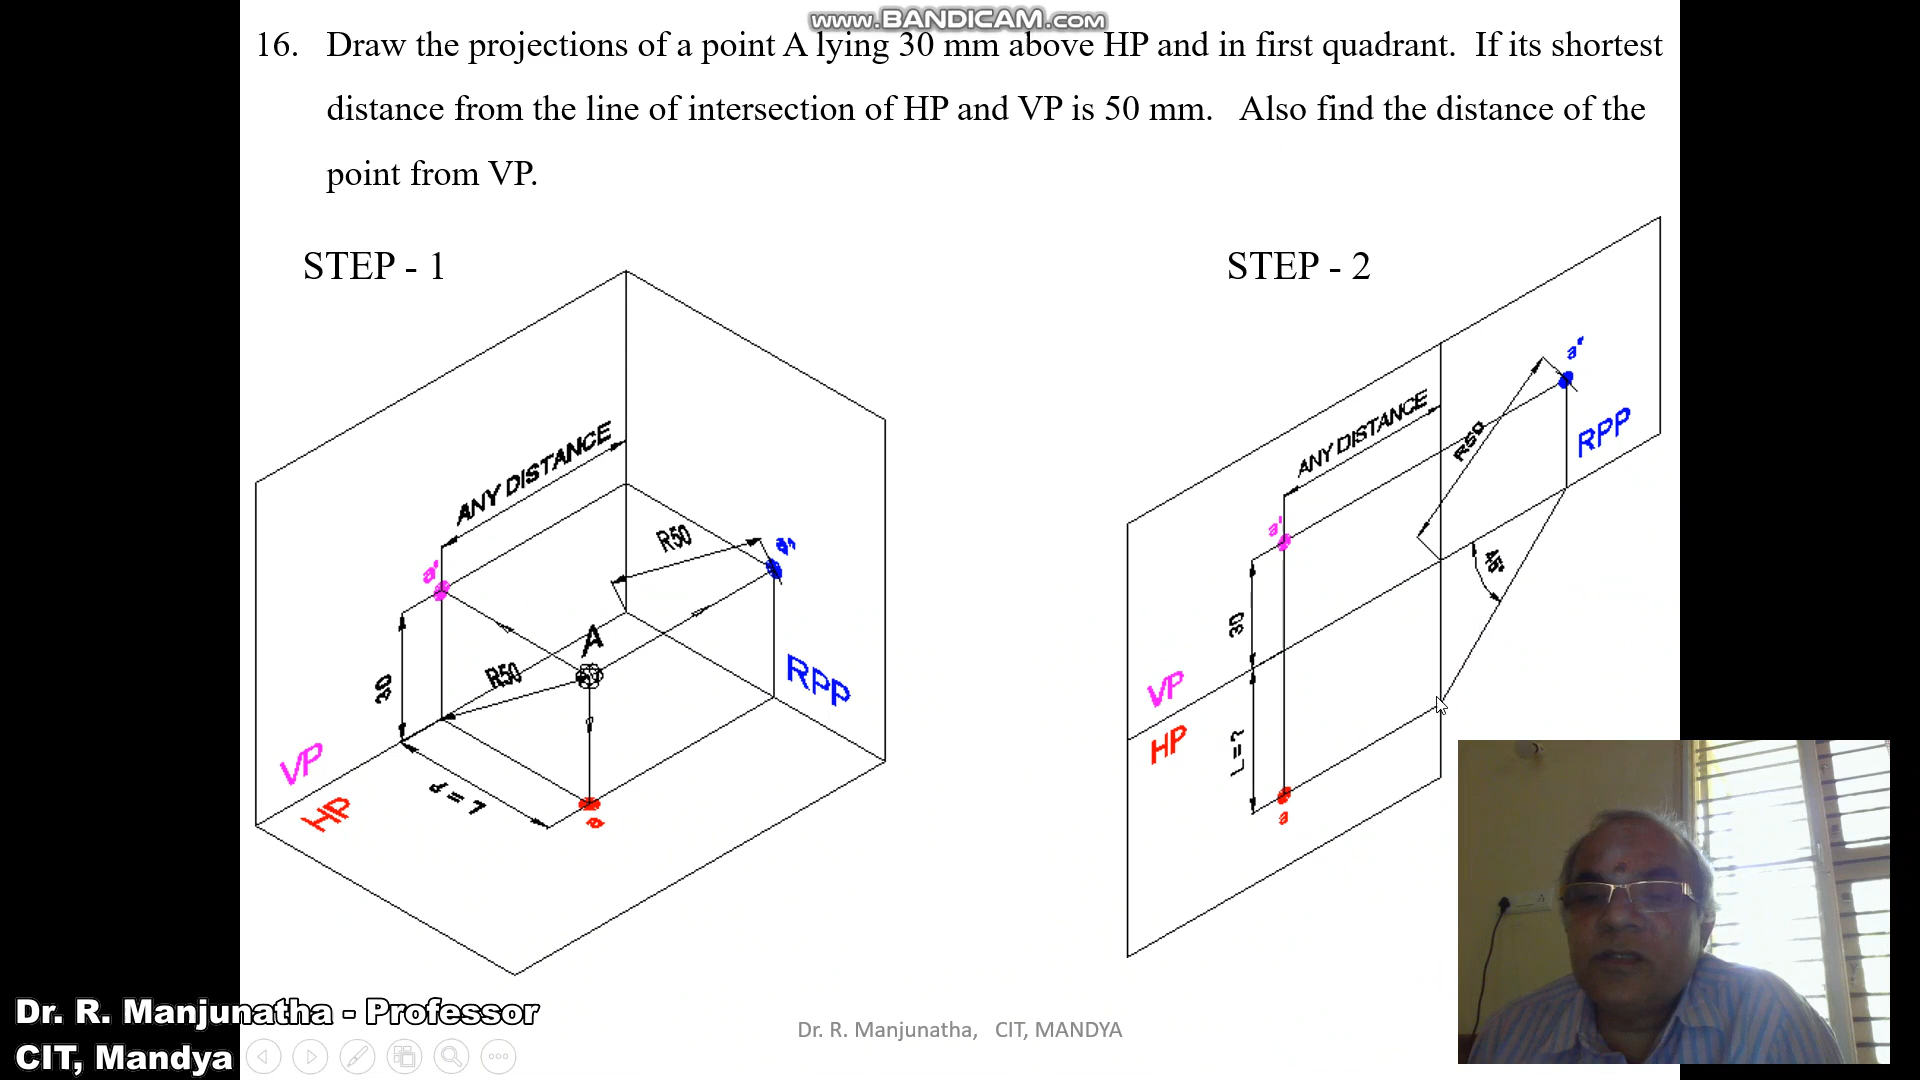 www.BANDICAM.com
16. Draw the projections of a point A lying 30 mm above HP and in first quadrant. If its shortest
distance from the line of intersection of HP and VP is 50 mm. Also find the distance of the
point from VP.
STEP - 1
STEP - 2
ANY DISTANCE
R50
a'
A
R50
30
RPP
VP
HP
d = ?
a
a"
ANY DISTANCE
R50
RPP
a'
45°
30
VP
HP
L=?
a
Dr. R. Manjunatha - Professor
CIT, Mandya
Dr. R. Manjunatha, CIT, MANDYA